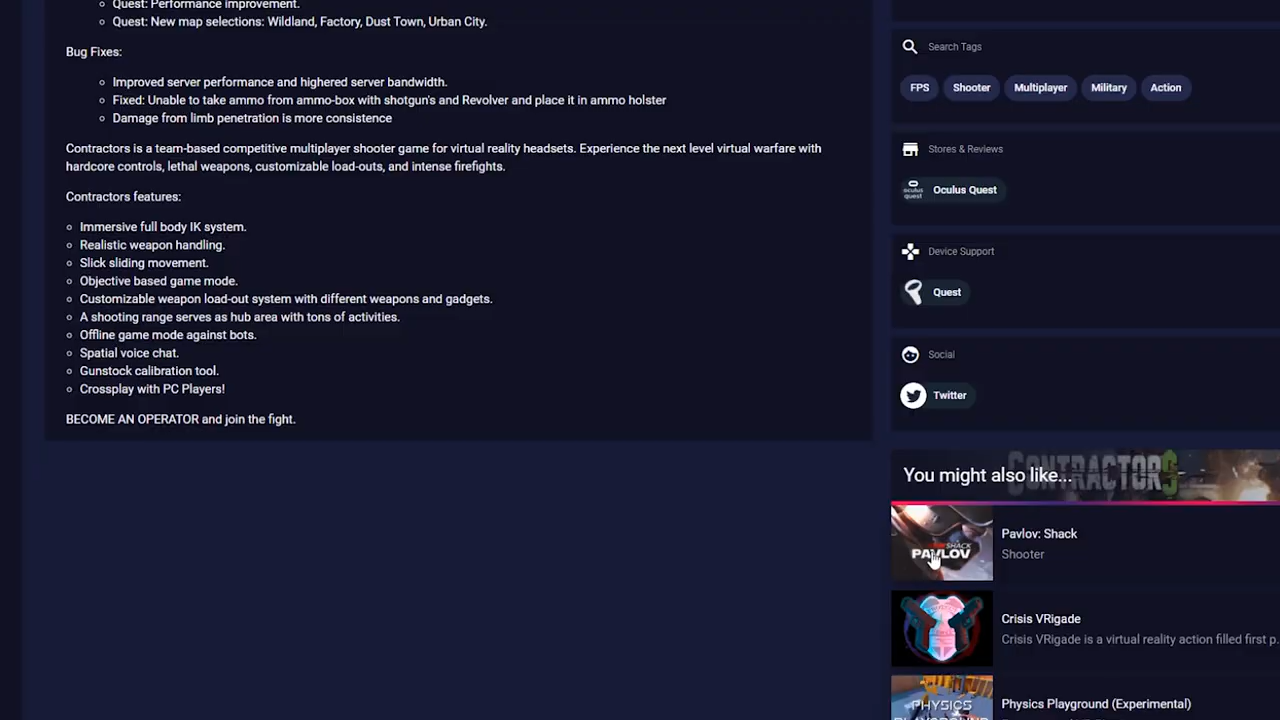 Quest: Performance improvement.
Quest: New map selections: Wildland, Factory, Dust Town, Urban City.
Bug Fixes:
Improved server performance and highered server bandwidth.
Fixed: Unable to take ammo from ammo-box with shotgun's and Revolver and place it in ammo holster
Damage from limb penetration is more consistence
Contractors is a team-based competitive multiplayer shooter game for virtual reality headsets. Experience the next level virtual warfare with
hardcore controls, lethal weapons, customizable load-outs, and intense firefights.
Contractors features:
Immersive full body IK system.
Realistic weapon handling.
Slick sliding movement.
Objective based game mode.
Customizable weapon load-out system with different weapons and gadgets.
A shooting range serves as hub area with tons of activities.
Offline game mode against bots.
Spatial voice chat.
Gunstock calibration tool.
Crossplay with PC Players!
BECOME AN OPERATOR and join the fight.
Search Tags
FPS Shooter Multiplayer Military Action
Stores & Reviews
oculus quest Oculus Quest
Device Support
Quest
Social
Twitter
CONTRACTOR$
You might also like...
SHACK
PAVLOV
Pavlov: Shack
Shooter
Crisis VRigade
Crisis VRigade is a virtual reality action filled first p..
PHYSICS
PLAYGROUND
Physics Playground (Experimental)